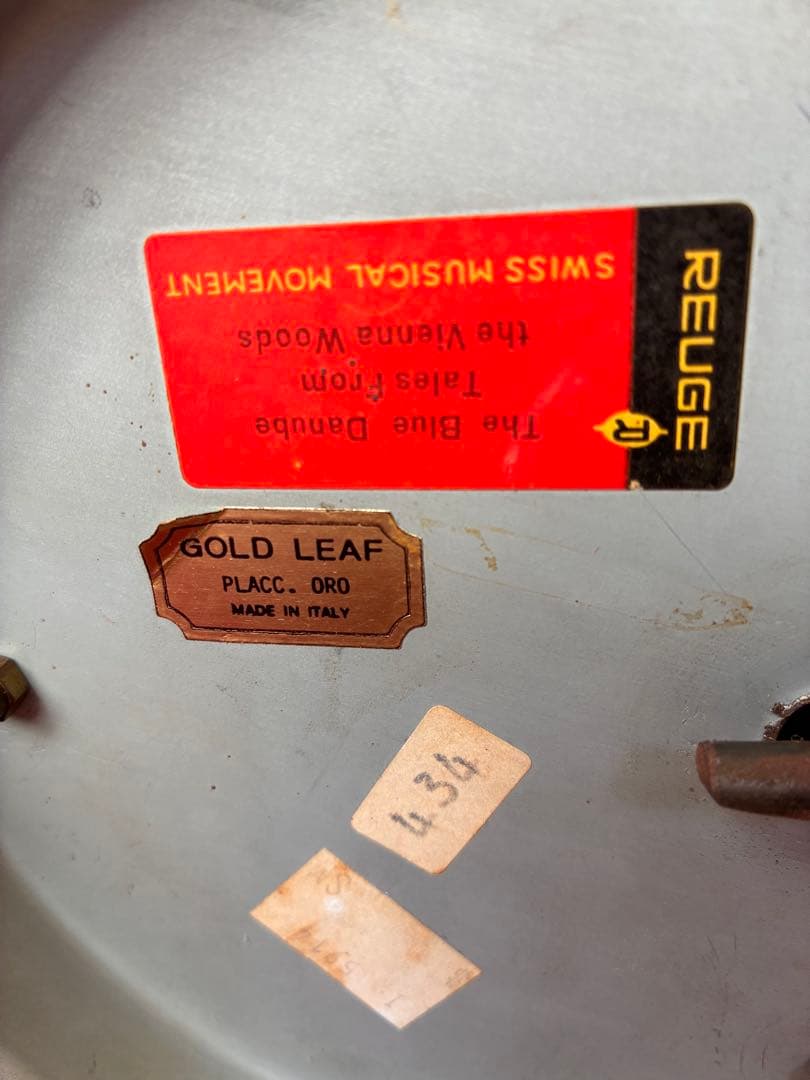 REUGE
The Blue Danube
Tales From
the Vienna Woods
SWISS MUSICAL MOVEMENT
GOLD LEAF
PLACC. ORO
MADE IN ITALY
434